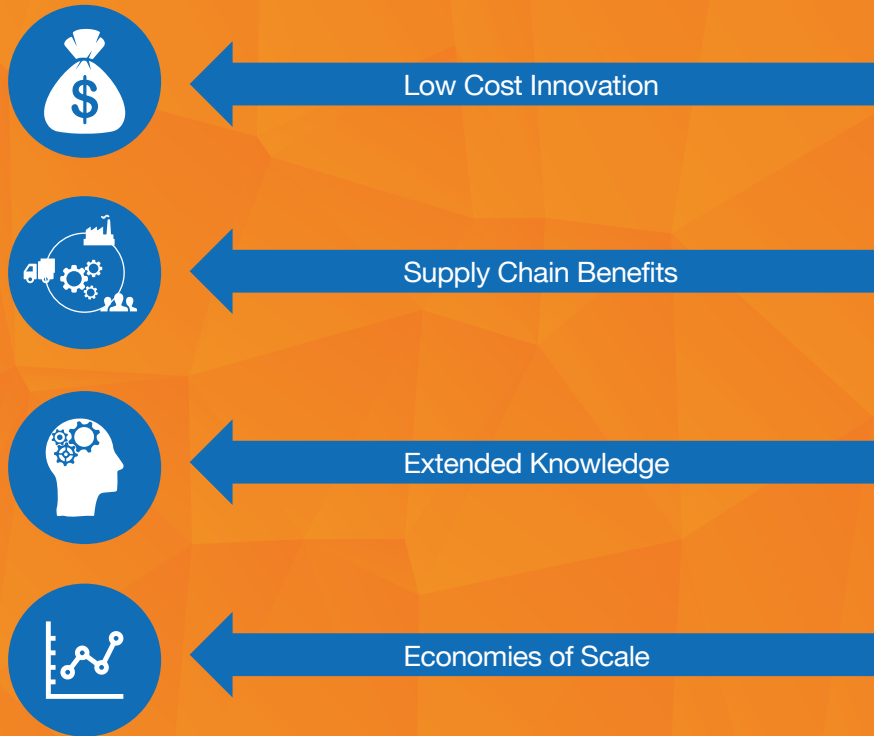 $
Low Cost Innovation
Supply Chain Benefits
Extended Knowledge
Economies of Scale